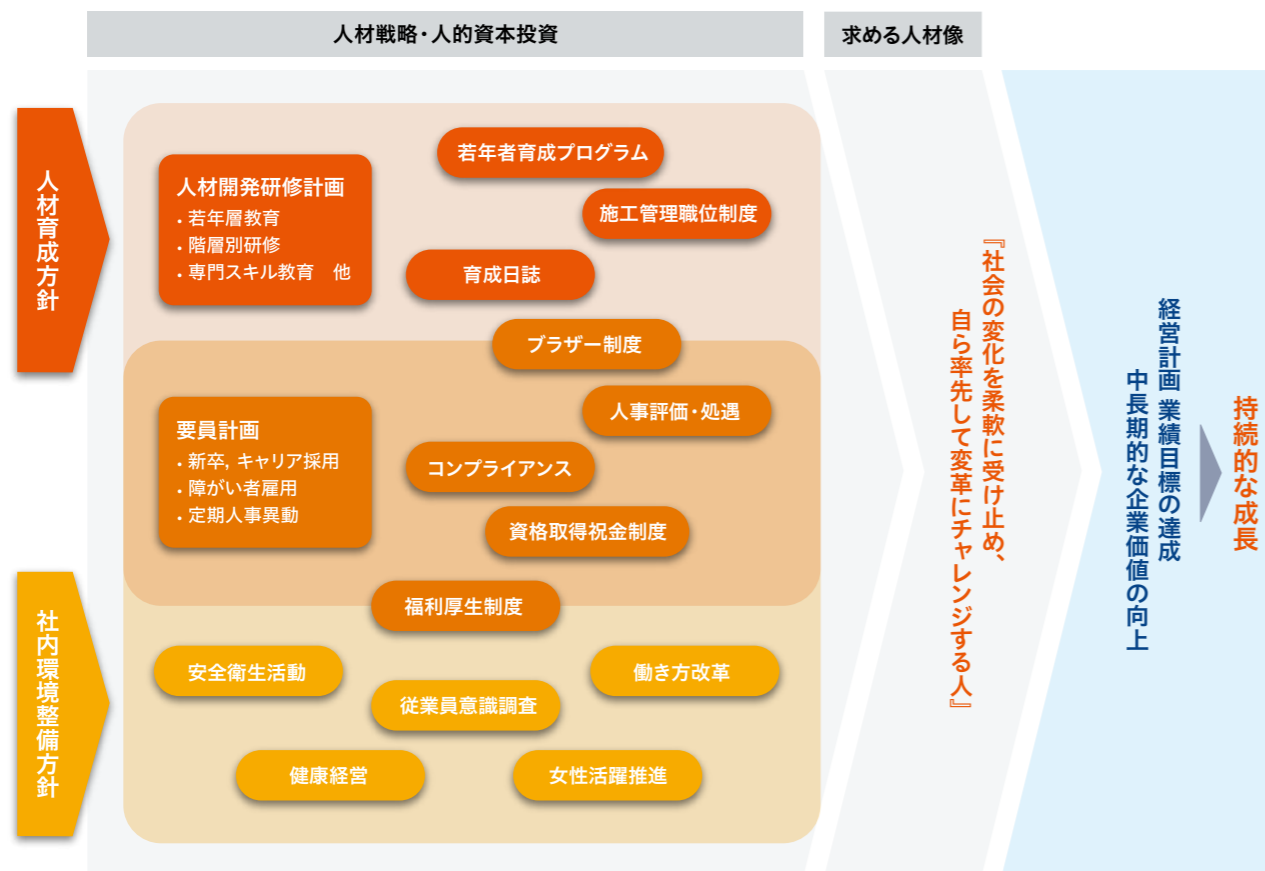 人材戦略・人的資本投資
求める人材像
人材育成方針
人材開発研修計画
・若年層教育
・階層別研修
・専門スキル教育　他
若年者育成プログラム
施工管理職位制度
育成日誌
ブラザー制度
要員計画
・新卒, キャリア採用
・障がい者雇用
・定期人事異動
人事評価・処遇
コンプライアンス
資格取得祝金制度
福利厚生制度
社内環境整備方針
安全衛生活動
働き方改革
従業員意識調査
健康経営
女性活躍推進
『社会の変化を柔軟に受け止め、
自ら率先して変革にチャレンジする人』
経営計画 業績目標の達成
中長期的な企業価値の向上
持続的な成長